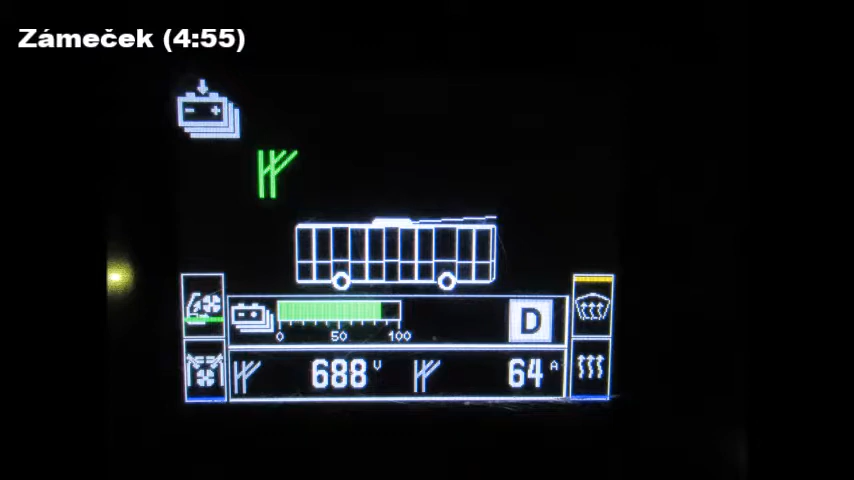 Zámeček (4:55)
- +
- +
0 50 100
D
688 V 64 A